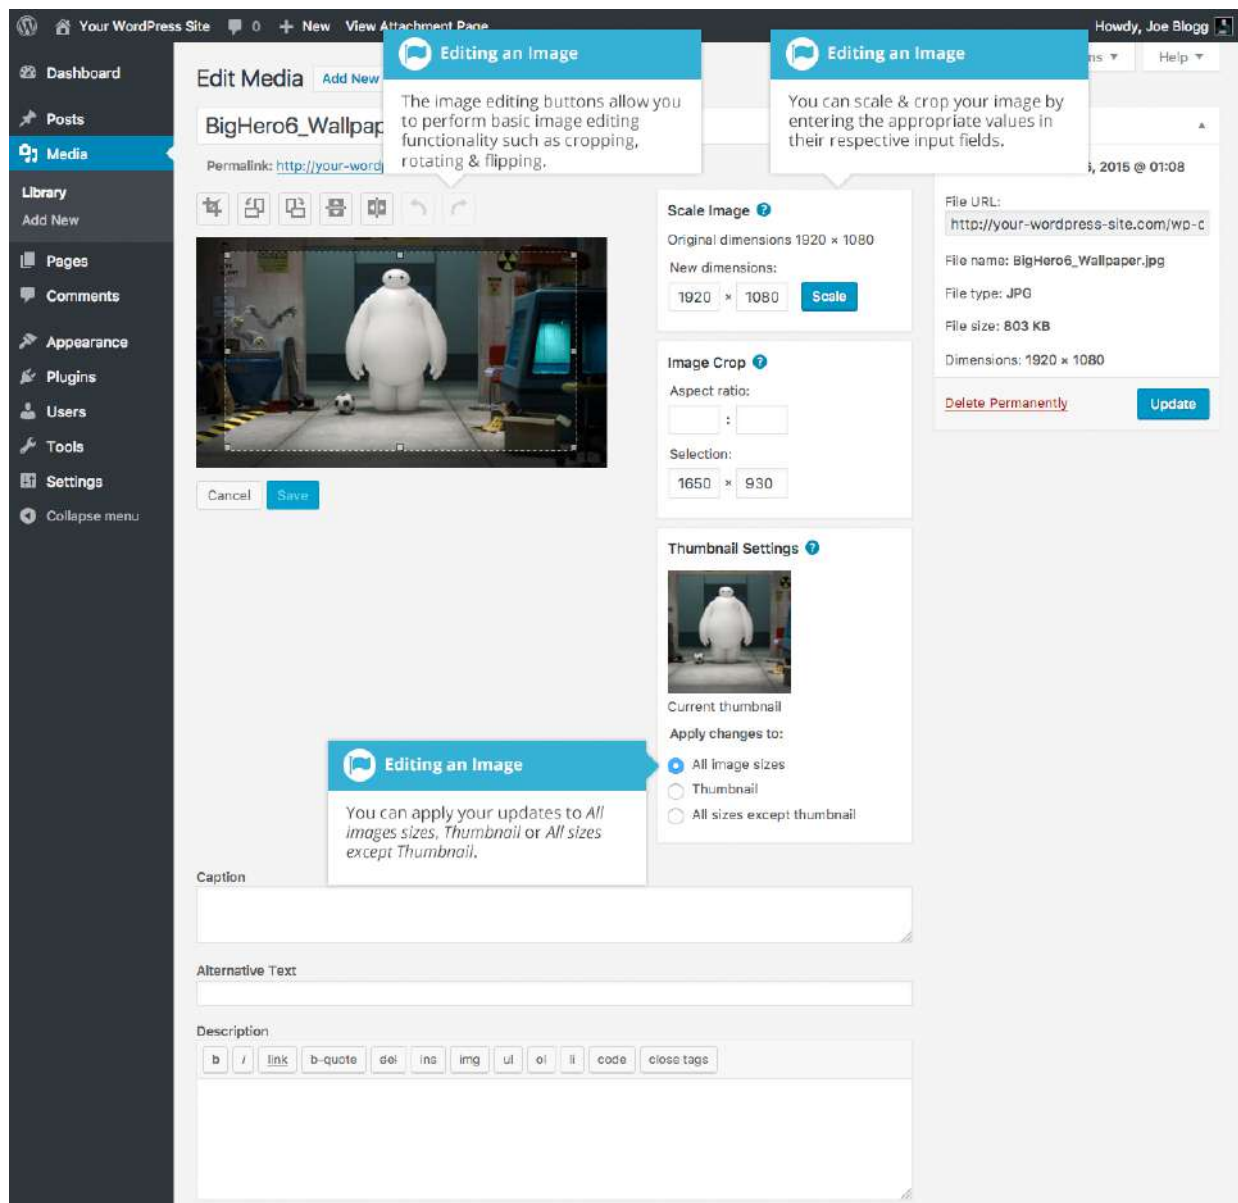 Your WordPress Site 0 + New View Attachment Page Howdy, Joe Blogg
Dashboard
Posts
Media
Library
Add New
Pages
Comments
Appearance
Plugins
Users
Tools
Settings
Collapse menu
Edit Media Add New
Help
BigHero6_Wallpap
Permalink: http://your-word
Editing an Image
The image editing buttons allow you
to perform basic image editing
functionality such as cropping,
rotating & flipping.
Editing an Image
You can scale & crop your image by
entering the appropriate values in
their respective input fields.
Cancel Save
Scale Image ?
Original dimensions 1920 × 1080
New dimensions:
1920 × 1080 Scale
Image Crop ?
Aspect ratio:
:
Selection:
1650 × 930
Thumbnail Settings ?
Current thumbnail
Apply changes to:
All image sizes
Thumbnail
All sizes except thumbnail
, 2015 @ 01:08
File URL:
http://your-wordpress-site.com/wp-c
File name: BigHero6_Wallpaper.jpg
File type: JPG
File size: 803 KB
Dimensions: 1920 × 1080
Delete Permanently Update
Editing an Image
You can apply your updates to All
images sizes, Thumbnail or All sizes
except Thumbnail.
Caption
Alternative Text
Description
b i link b-quote del ins img ul ol li code close tags